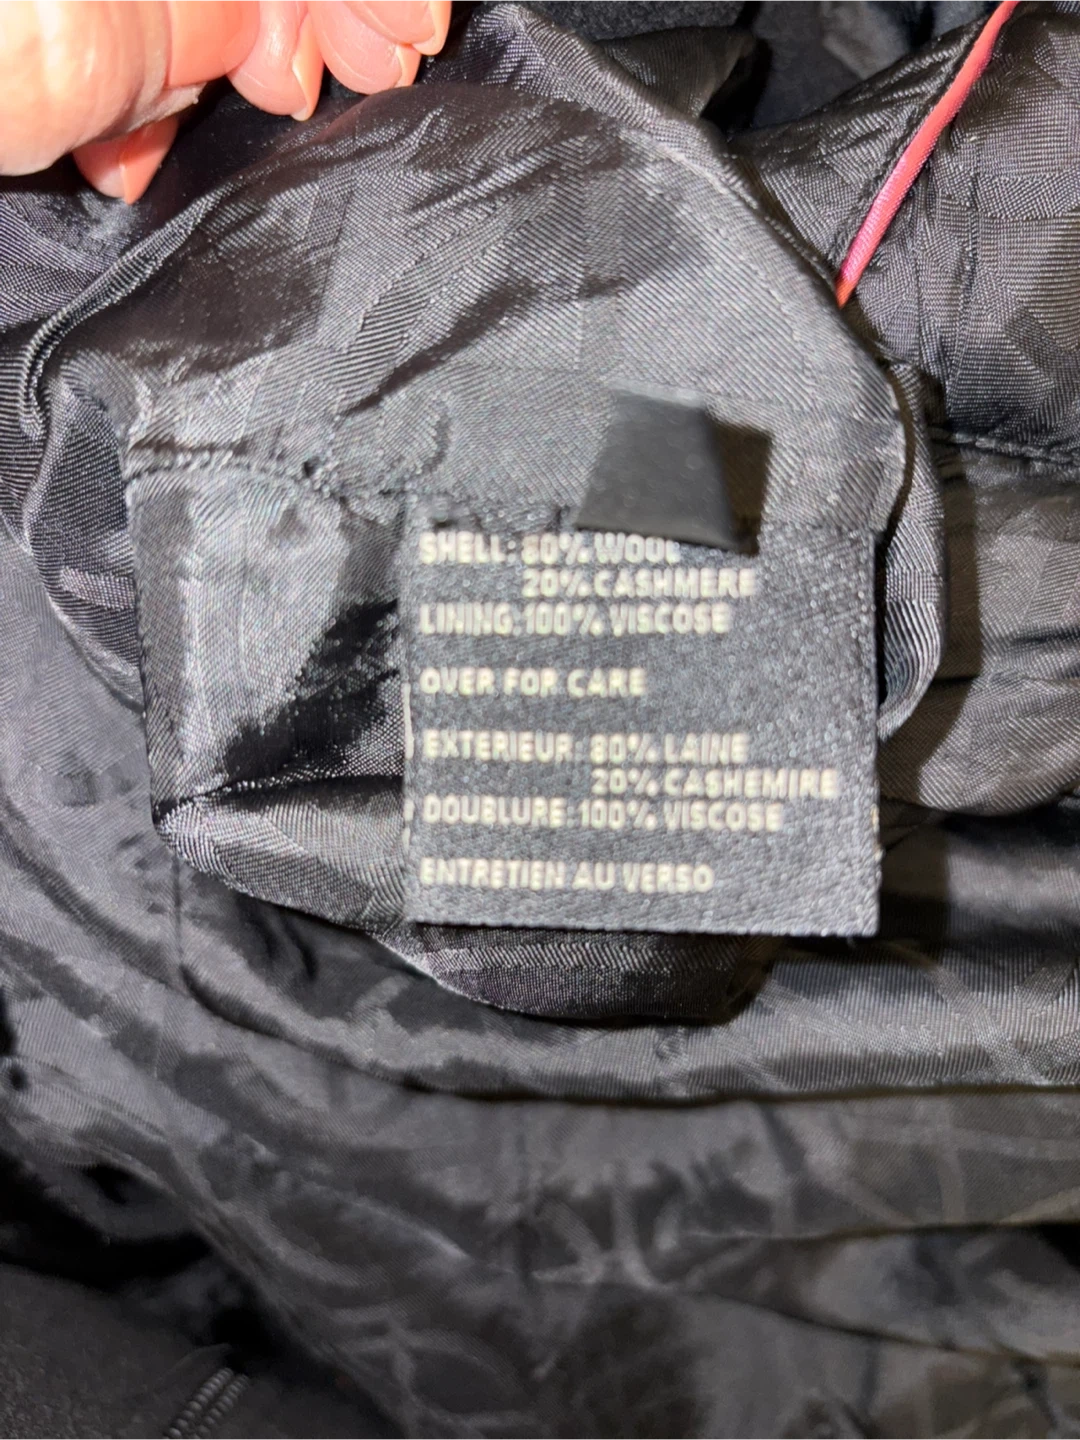 SHELL: 80% WOOL
20% CASHMERE
LINING: 100% VISCOSE
OVER FOR CARE
EXTERIEUR: 80% LAINE
20% CASHEMIRE
DOUBLURE: 100% VISCOSE
ENTRETIEN AU VERSO